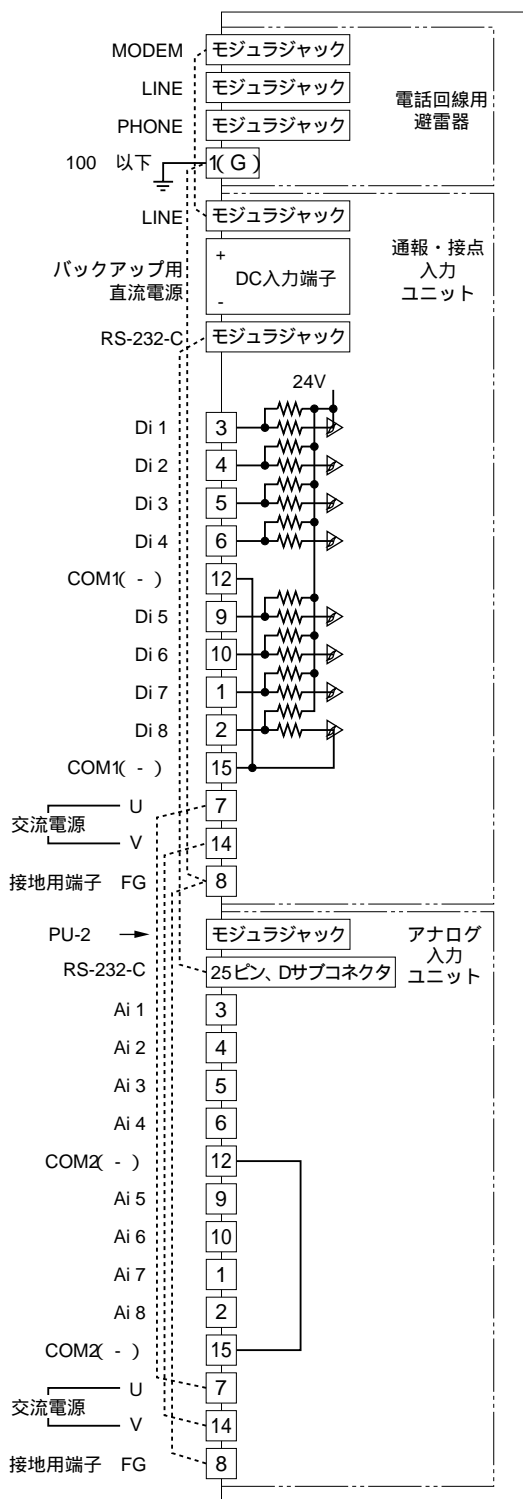 MODEM モジュラジャック
LINE モジュラジャック
PHONE モジュラジャック
電話回線用
避雷器
100 以下 1( G )
LINE モジュラジャック
バックアップ用
直流電源
+
DC入力端子
-
通報・接点
入力
ユニット
RS-232-C モジュラジャック
24V
Di 1 3
Di 2 4
Di 3 5
Di 4 6
COM1( - ) 12
Di 5 9
Di 6 10
Di 7 1
Di 8 2
COM1( - ) 15
交流電源
U 7
V 14
接地用端子 FG 8
PU-2 モジュラジャック
アナログ
入力
ユニット
RS-232-C 25ピン、Dサブコネクタ
Ai 1 3
Ai 2 4
Ai 3 5
Ai 4 6
COM2( - ) 12
Ai 5 9
Ai 6 10
Ai 7 1
Ai 8 2
COM2( - ) 15
交流電源
U 7
V 14
接地用端子 FG 8